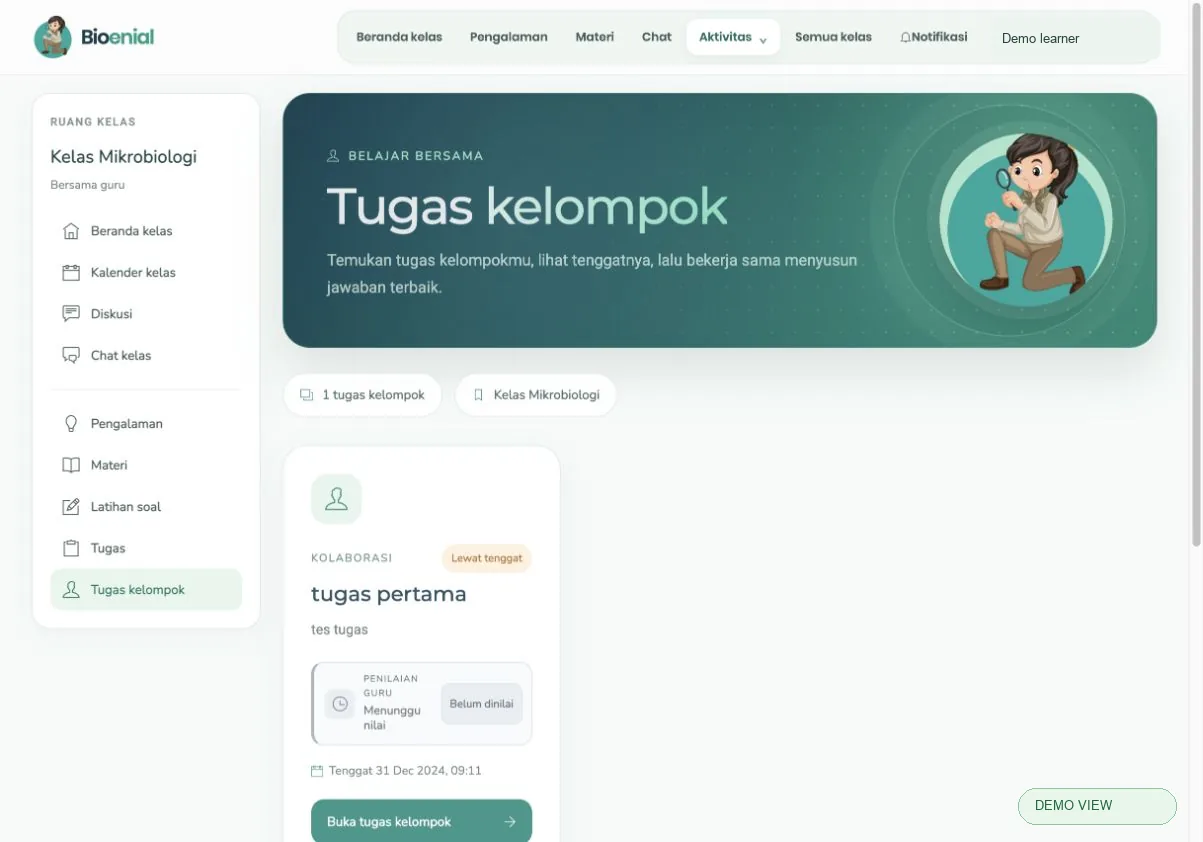 Bioenial
Beranda kelas
Pengalaman
Materi
Chat
Aktivitas
Semua kelas
Notifikasi
Demo learner
RUANG KELAS
Kelas Mikrobiologi
Bersama guru
Beranda kelas
Kalender kelas
Diskusi
Chat kelas
Pengalaman
Materi
Latihan soal
Tugas
Tugas kelompok
BELAJAR BERSAMA
Tugas kelompok
Temukan tugas kelompokmu, lihat tenggatnya, lalu bekerja sama menyusun
jawaban terbaik.
1 tugas kelompok
Kelas Mikrobiologi
KOLABORASI
Lewat tenggat
tugas pertama
tes tugas
PENILAIAN
GURU
Menunggu
nilai
Belum dinilai
Tenggat 31 Dec 2024, 09:11
Buka tugas kelompok
DEMO VIEW